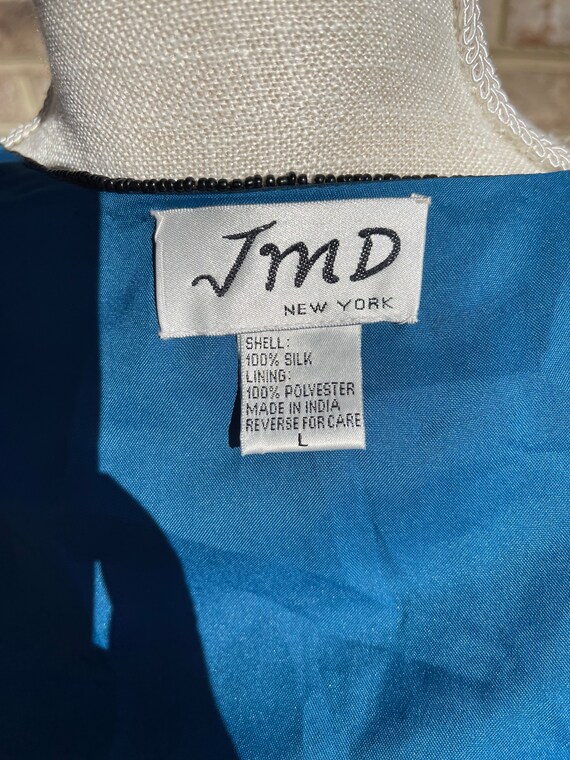 JMD
NEW YORK
SHELL:
100% SILK
LINING:
100% POLYESTER
MADE IN INDIA
REVERSE FOR CARE
L